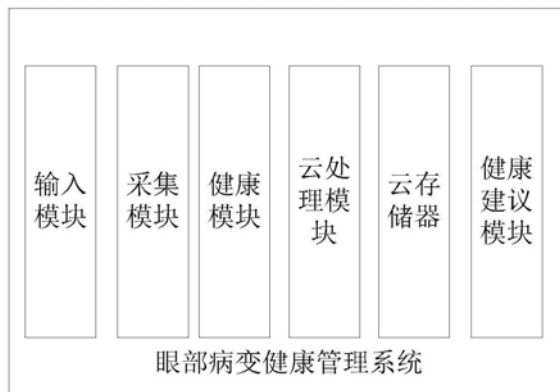 输入
模块
采集
模块
健康
模块
云处
理模
块
云存
储器
健康
建议
模块
眼部病变健康管理系统